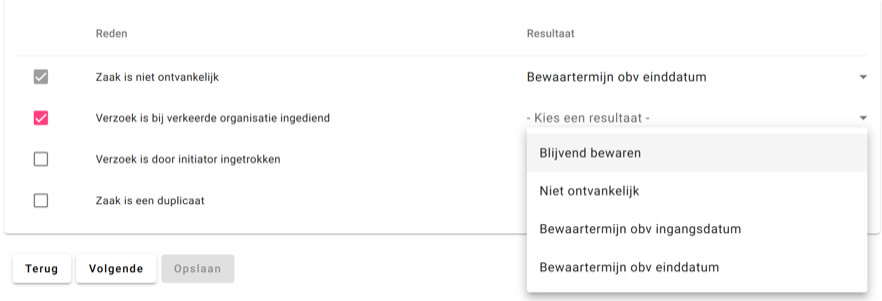 Reden Resultaat
Zaak is niet ontvankelijk Bewaartermijn obv einddatum
Verzoek is bij verkeerde organisatie ingediend - Kies een resultaat -
Verzoek is door initiator ingetrokken
Zaak is een duplicaat
Blijvend bewaren
Niet ontvankelijk
Bewaartermijn obv ingangsdatum
Bewaartermijn obv einddatum
Terug Volgende Opslaan